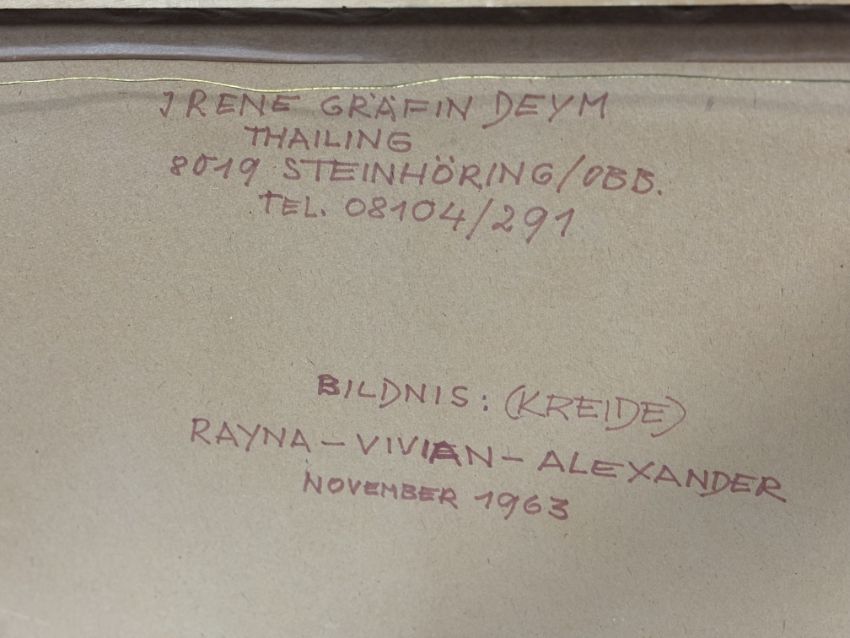 IRENE GRÄFIN DEYM
THAILING
8019 STEINHÖRING/OBB.
TEL. 08104/291
BILDNIS: (KREIDE)
RAYNA-VIVIAN-ALEXANDER
NOVEMBER 1963